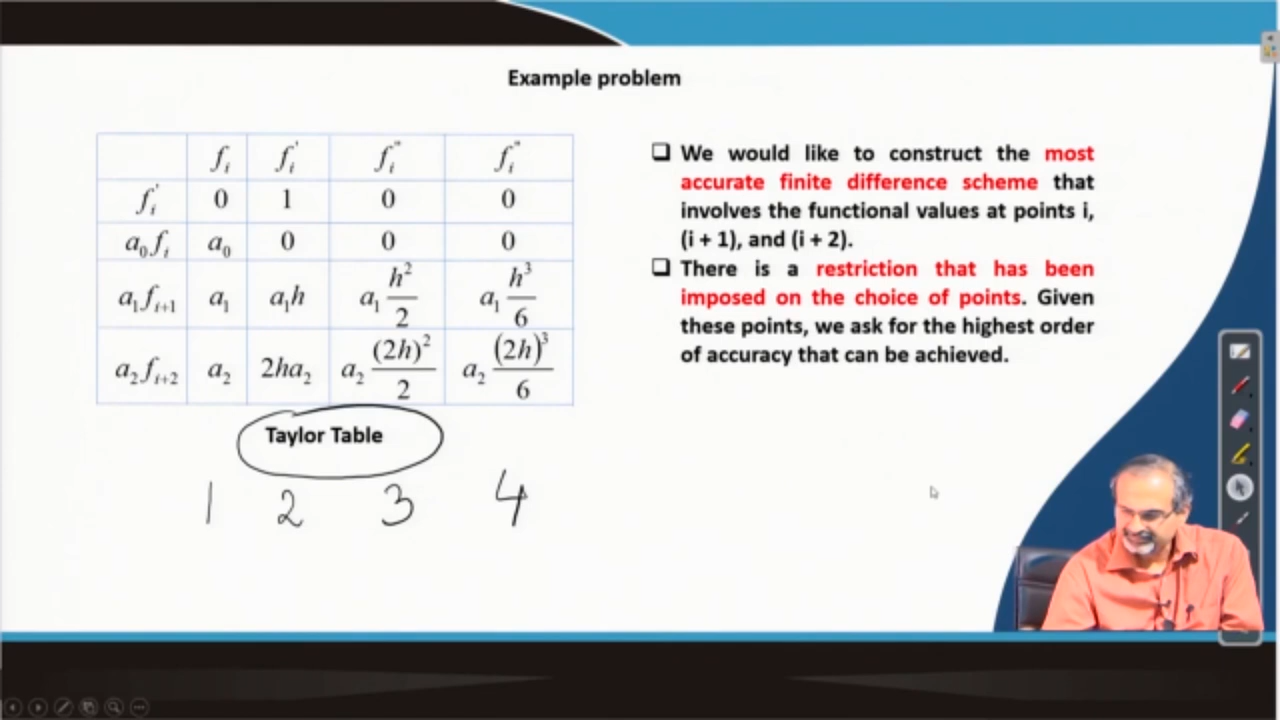 Example problem
f_i f_i' f_i'' f_i''
f_i' 0 1 0 0
a_0 f_i a_0 0 0 0
a_1 f_{i+1} a_1 a_1 h a_1 h^2/2 a_1 h^3/6
a_2 f_{i+2} a_2 2ha_2 a_2 (2h)^2/2 a_2 (2h)^3/6
Taylor Table
1 2 3 4
❑ We would like to construct the most
accurate finite difference scheme that
involves the functional values at points i,
(i + 1), and (i + 2).
❑ There is a restriction that has been
imposed on the choice of points. Given
these points, we ask for the highest order
of accuracy that can be achieved.